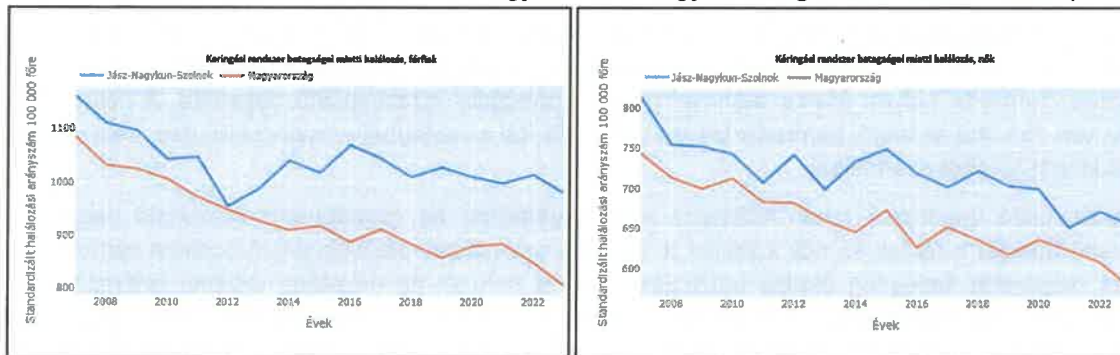 Keringési rendszer betegségei miatti halálozás, férfiak
Jász-Nagykun-Szolnok
Magyarország
Standardizált halálozási arányszám 100 000 főre
1100
1000
900
800
2008
2010
2012
2014
2016
2018
2020
2022
Évek
Keringési rendszer betegségei miatti halálozás, nők
Jász-Nagykun-Szolnok
Magyarország
Standardizált halálozási arányszám 100 000 főre
800
750
700
650
600
2008
2010
2012
2014
2016
2018
2020
2022
Évek